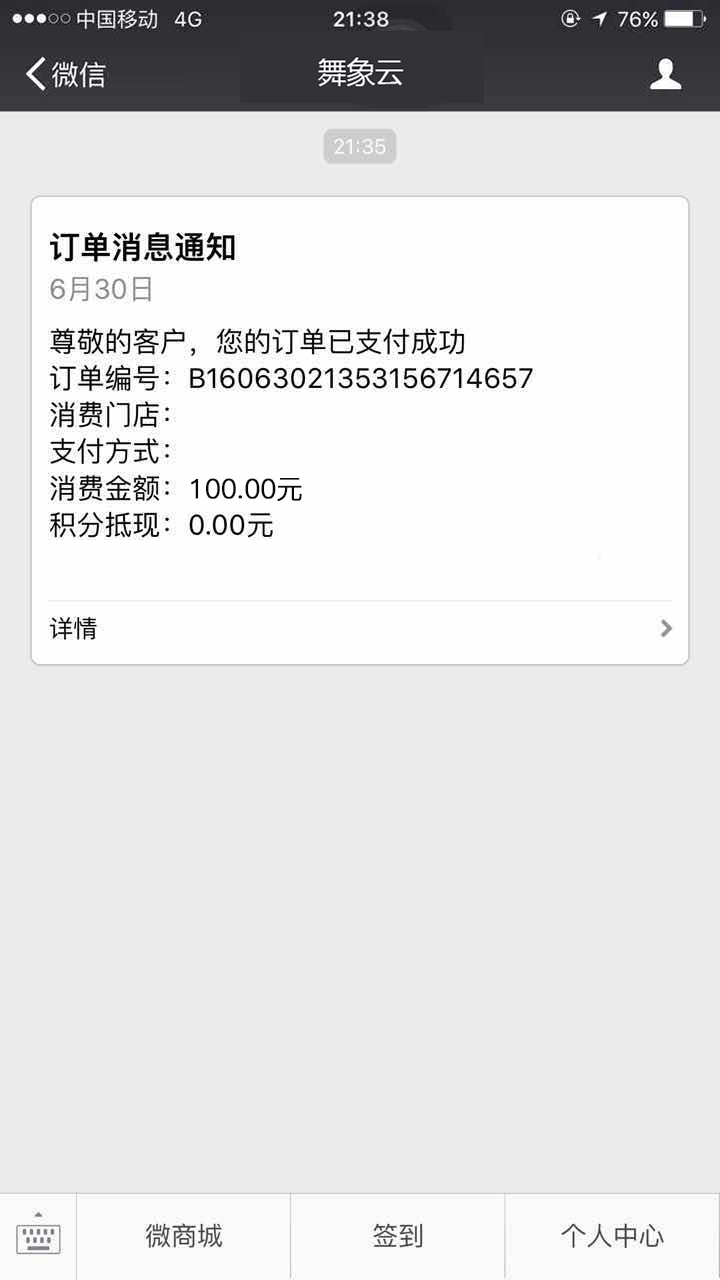 中国移动 4G 21:38 76%
微信 舞象云
21:35
订单消息通知
6月30日
尊敬的客户，您的订单已支付成功
订单编号：B16063021353156714657
消费门店：
支付方式：
消费金额：100.00元
积分抵现：0.00元
详情
微商城 签到 个人中心